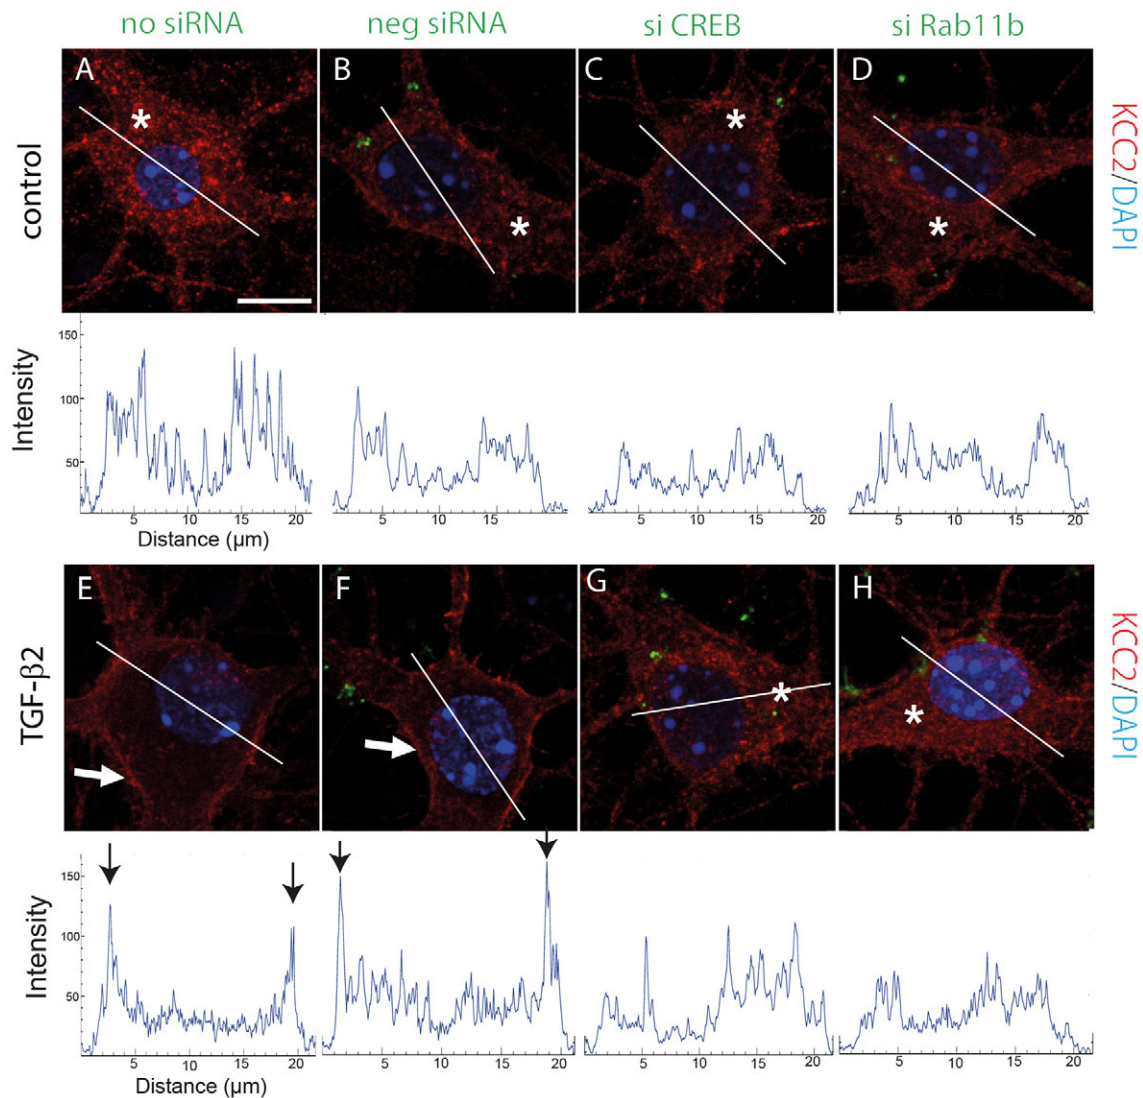 no siRNA neg siRNA si CREB si Rab11b
A B C D
* * * *
control
KCC2/DAPI
150
100
50
Intensity
5 10 15 20 5 10 15 5 10 15 20 5 10 15 20
Distance (µm)
E F G H
* *
TGF-β2
KCC2/DAPI
150
100
50
Intensity
5 10 15 20 5 10 15 20 5 10 15 20 5 10 15 20
Distance (µm)